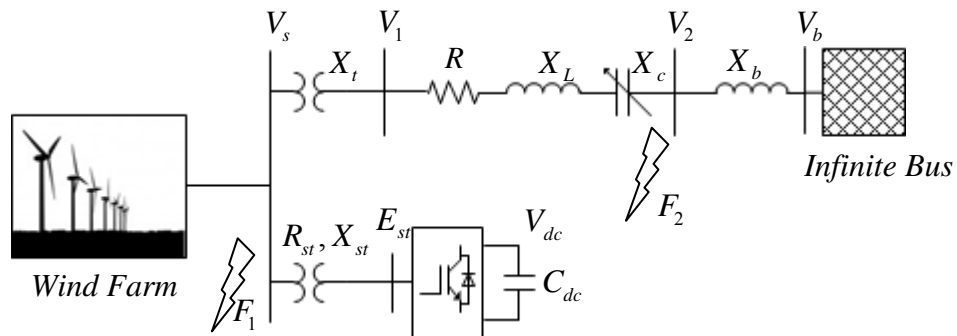 V_s
V_1
V_2
V_b
X_t
R
X_L
X_c
X_b
Infinite Bus
F_2
E_st
V_dc
R_st, X_st
C_dc
Wind Farm
F_1